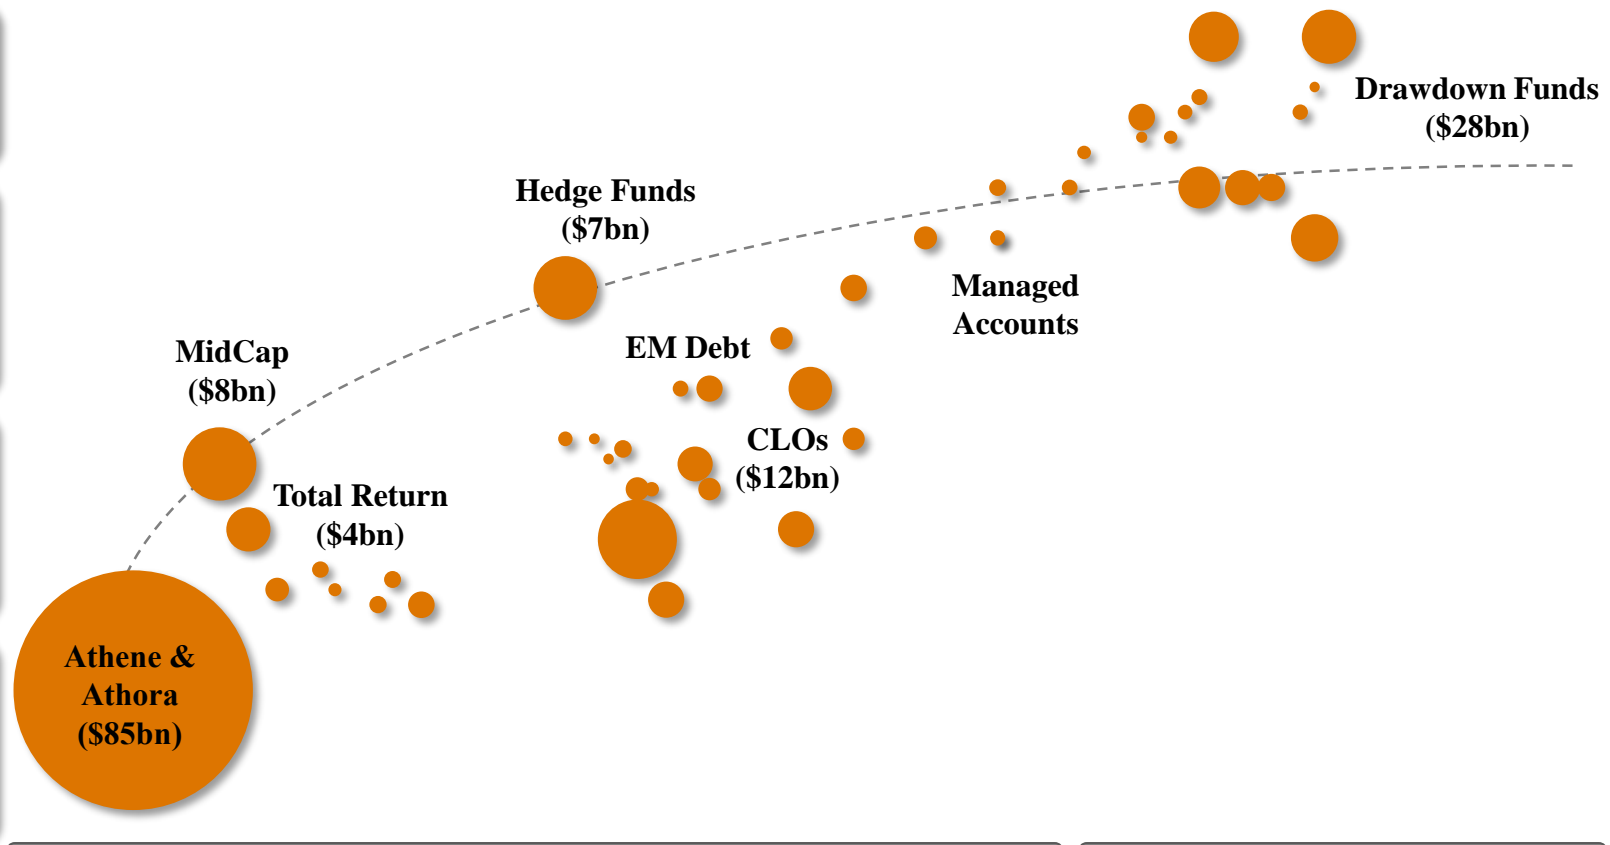 Drawdown Funds
($28bn)
Hedge Funds
($7bn)
Managed
Accounts
MidCap
($8bn)
EM Debt
CLOs
($12bn)
Total Return
($4bn)
Athene &
Athora
($85bn)